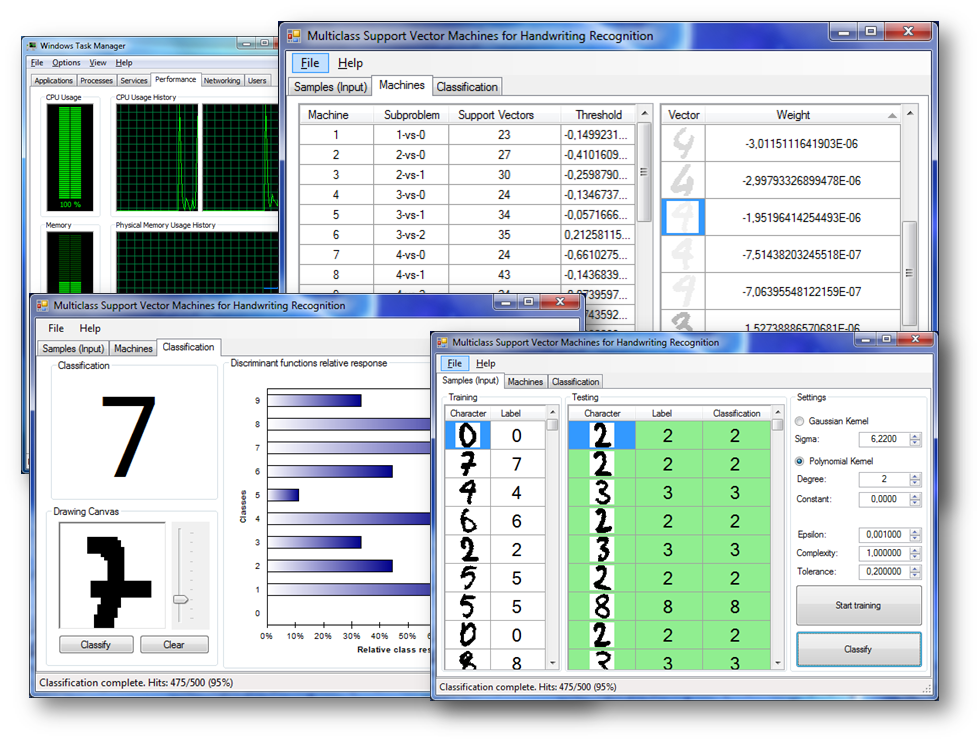 Windows Task Manager
File Options View Help
Applications Processes Services Performance Networking Users
CPU Usage CPU Usage History
100 %
Memory Physical Memory Usage History
Multiclass Support Vector Machines for Handwriting Recognition
File Help
Samples (Input) Machines Classification
Machine Subproblem Support Vectors Threshold
1 1-vs-0 23 -0,1499231...
2 2-vs-0 27 -0,4101609...
3 2-vs-1 30 -0,2598790...
4 3-vs-0 24 -0,1346737...
5 3-vs-1 34 -0,0571666...
6 3-vs-2 35 0,21258115...
7 4-vs-0 24 -0,6610275...
8 4-vs-1 43 -0,1436839...
Vector Weight
4 -3,0115111641903E-06
4 -2,99793326899478E-06
4 -1,95196414254493E-06
4 -7,51438203245518E-07
9 -7,06395548122159E-07
3 1,52738886570681E-06
Multiclass Support Vector Machines for Handwriting Recognition
File Help
Samples (Input) Machines Classification
Classification
7
Drawing Canvas
7
Classify Clear
Discriminant functions relative response
Classes
9
8
7
6
5
4
3
2
1
0
0% 10% 20% 30% 40% 50%
Relative class
Classification complete. Hits: 475/500 (95%)
Multiclass Support Vector Machines for Handwriting Recognition
File Help
Samples (Input) Machines Classification
Training
Character Label
0 0
7 7
4 4
6 6
2 2
5 5
5 5
0 0
8 8
Testing
Character Label Classification
2 2 2
2 2 2
3 3 3
2 2 2
3 3 3
2 2 2
8 8 8
2 2 2
3 3 3
Settings
Gaussian Kernel
Sigma: 6,2200
Polynomial Kernel
Degree: 2
Constant: 0,0000
Epsilon: 0,001000
Complexity: 1,000000
Tolerance: 0,200000
Start training
Classify
Classification complete. Hits: 475/500 (95%)